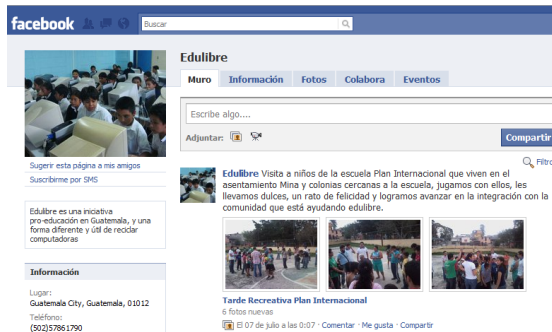 facebook
Buscar
Edulibre
Muro Información Fotos Colabora Eventos
Escribe algo....
Adjuntar:
Compartir
Filtro
Sugerir esta página a mis amigos
Suscribirme por SMS
Edulibre es una iniciativa
pro-educación en Guatemala, y una
forma diferente y útil de reciclar
computadoras
Información
Lugar:
Guatemala City, Guatemala, 01012
Teléfono:
(502)57861790
Edulibre Visita a niños de la escuela Plan Internacional que viven en el
asentamiento Mina y colonias cercanas a la escuela, jugamos con ellos, les
llevamos dulces, un rato de felicidad y logramos avanzar en la integración con la
comunidad que está ayudando edulibre.
Tarde Recreativa Plan Internacional
6 fotos nuevas
El 07 de julio a las 0:07 · Comentar · Me gusta · Compartir